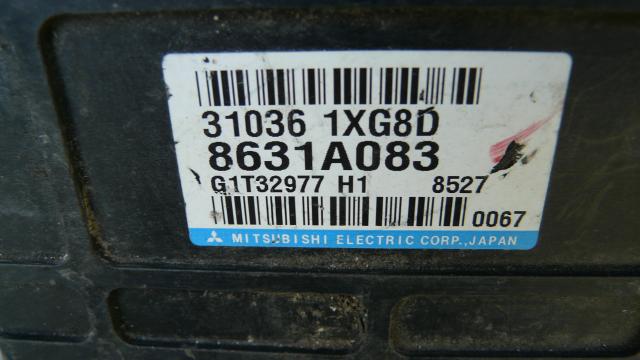 31036 1XG8D
8631A083
G1T32977 H1 8527
0067
MITSUBISHI ELECTRIC CORP., JAPAN